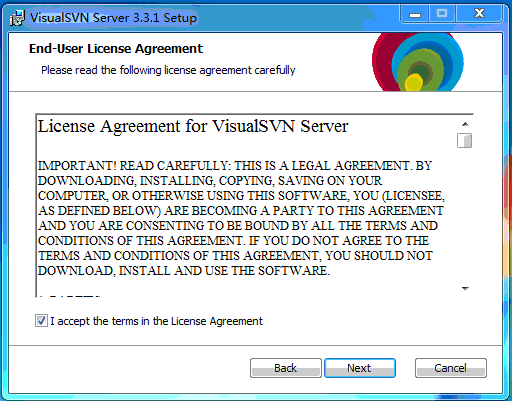 VisualSVN Server 3.3.1 Setup
End-User License Agreement
Please read the following license agreement carefully
License Agreement for VisualSVN Server
IMPORTANT! READ CAREFULLY: THIS IS A LEGAL AGREEMENT. BY
DOWNLOADING, INSTALLING, COPYING, SAVING ON YOUR
COMPUTER, OR OTHERWISE USING THIS SOFTWARE, YOU (LICENSEE,
AS DEFINED BELOW) ARE BECOMING A PARTY TO THIS AGREEMENT
AND YOU ARE CONSENTING TO BE BOUND BY ALL THE TERMS AND
CONDITIONS OF THIS AGREEMENT. IF YOU DO NOT AGREE TO THE
TERMS AND CONDITIONS OF THIS AGREEMENT, YOU SHOULD NOT
DOWNLOAD, INSTALL AND USE THE SOFTWARE.
I accept the terms in the License Agreement
Back
Next
Cancel